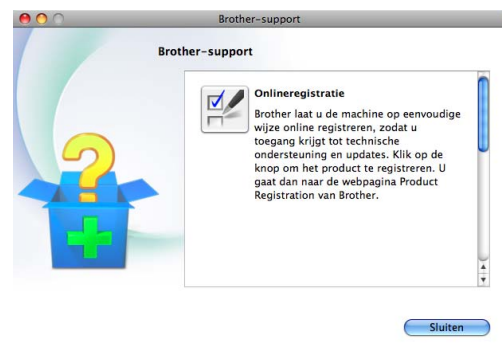 Brother-support
Brother-support
Onlineregistratie
Brother laat u de machine op eenvoudige
wijze online registreren, zodat u
toegang krijgt tot technische
ondersteuning en updates. Klik op de
knop om het product te registreren. U
gaat dan naar de webpagina Product
Registration van Brother.
Sluiten